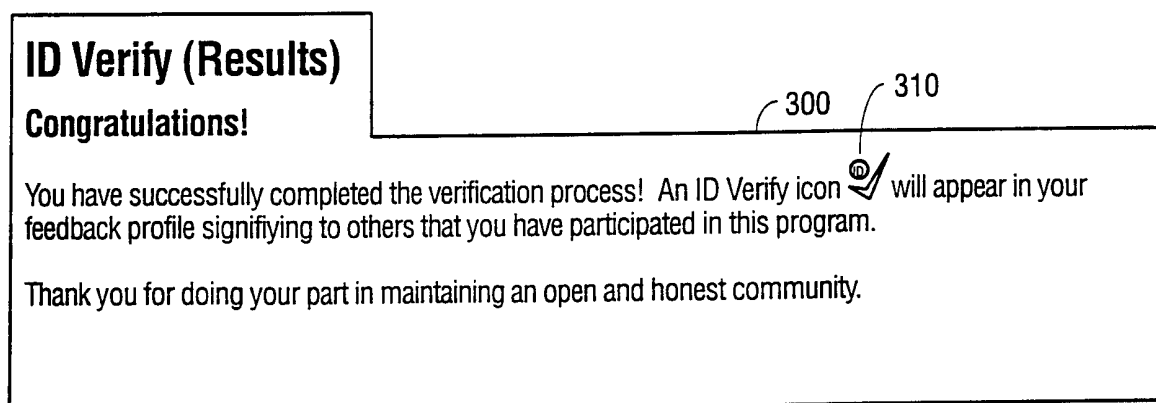 ID Verify (Results)
Congratulations!
300
310
You have successfully completed the verification process! An ID Verify icon ID will appear in your
feedback profile signifiying to others that you have participated in this program.
Thank you for doing your part in maintaining an open and honest community.